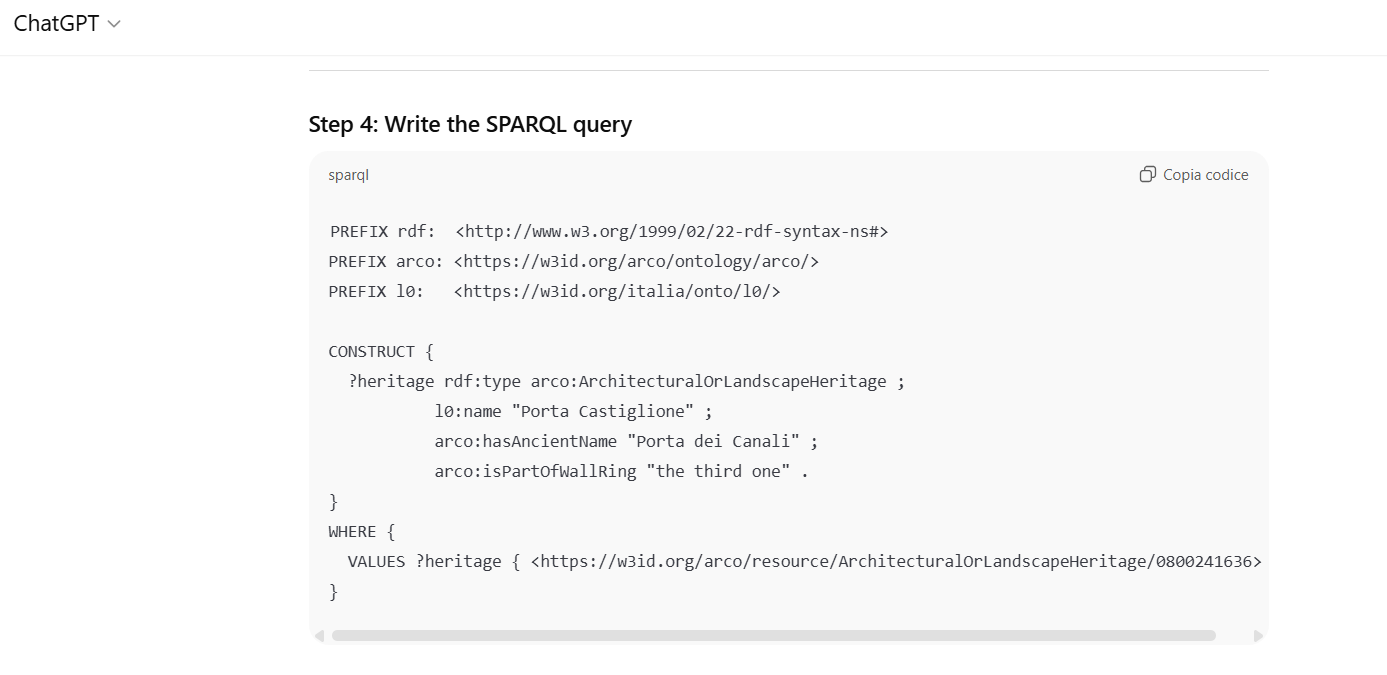 ChatGPT
Step 4: Write the SPARQL query
sparql
Copia codice
PREFIX rdf:  <http://www.w3.org/1999/02/22-rdf-syntax-ns#>
PREFIX arco: <https://w3id.org/arco/ontology/arco/>
PREFIX l0:   <https://w3id.org/italia/onto/l0/>
CONSTRUCT {
  ?heritage rdf:type arco:ArchitecturalOrLandscapeHeritage ;
           l0:name "Porta Castiglione" ;
           arco:hasAncientName "Porta dei Canali" ;
           arco:isPartOfWallRing "the third one" .
}
WHERE {
  VALUES ?heritage { <https://w3id.org/arco/resource/ArchitecturalOrLandscapeHeritage/0800241636>
}